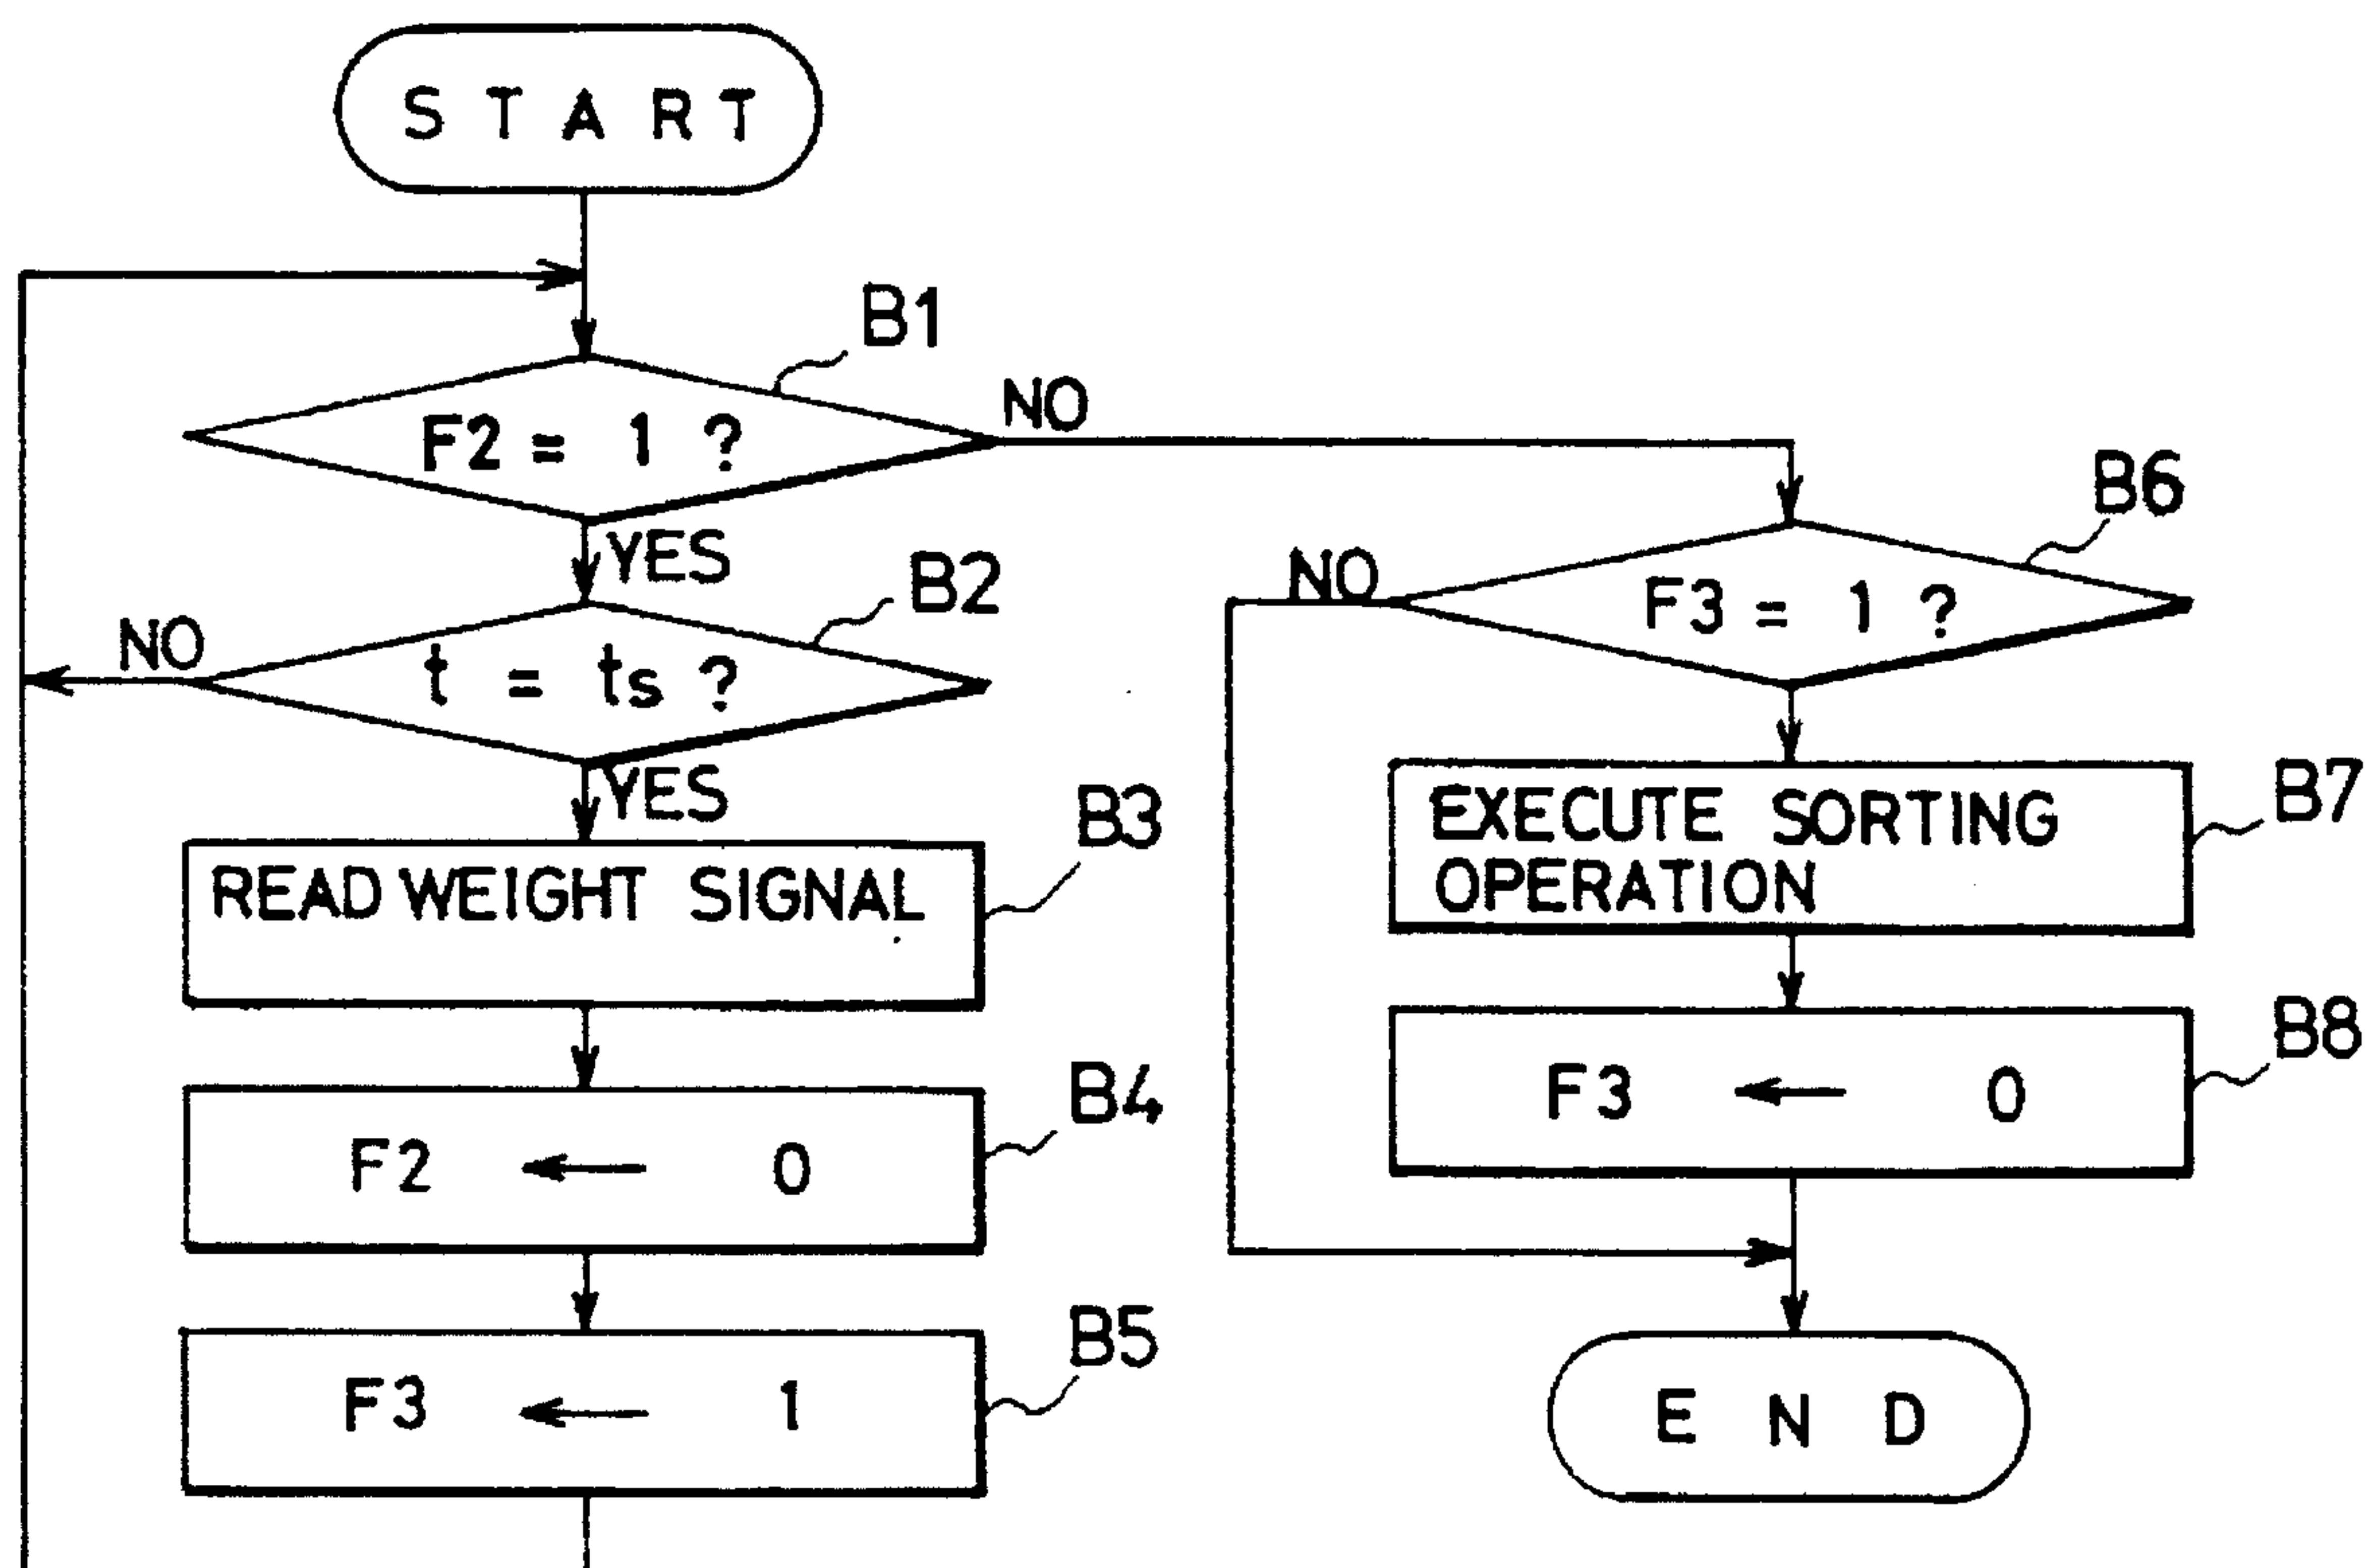 START
B1
F2 = 1 ?
NO
YES
B2
t = ts ?
NO
YES
B3
READ WEIGHT SIGNAL
B4
F2 ← 0
B5
F3 ← 1
B6
F3 = 1 ?
NO
B7
EXECUTE SORTING
OPERATION
B8
F3 ← 0
END